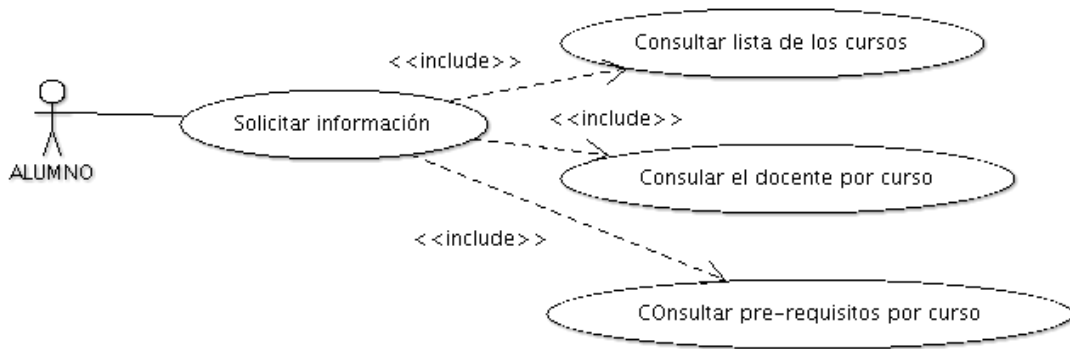 Consultar lista de los cursos
<<include>>
ALUMNO
Solicitar información
<<include>>
Consular el docente por curso
<<include>>
COnsultar pre-requisitos por curso